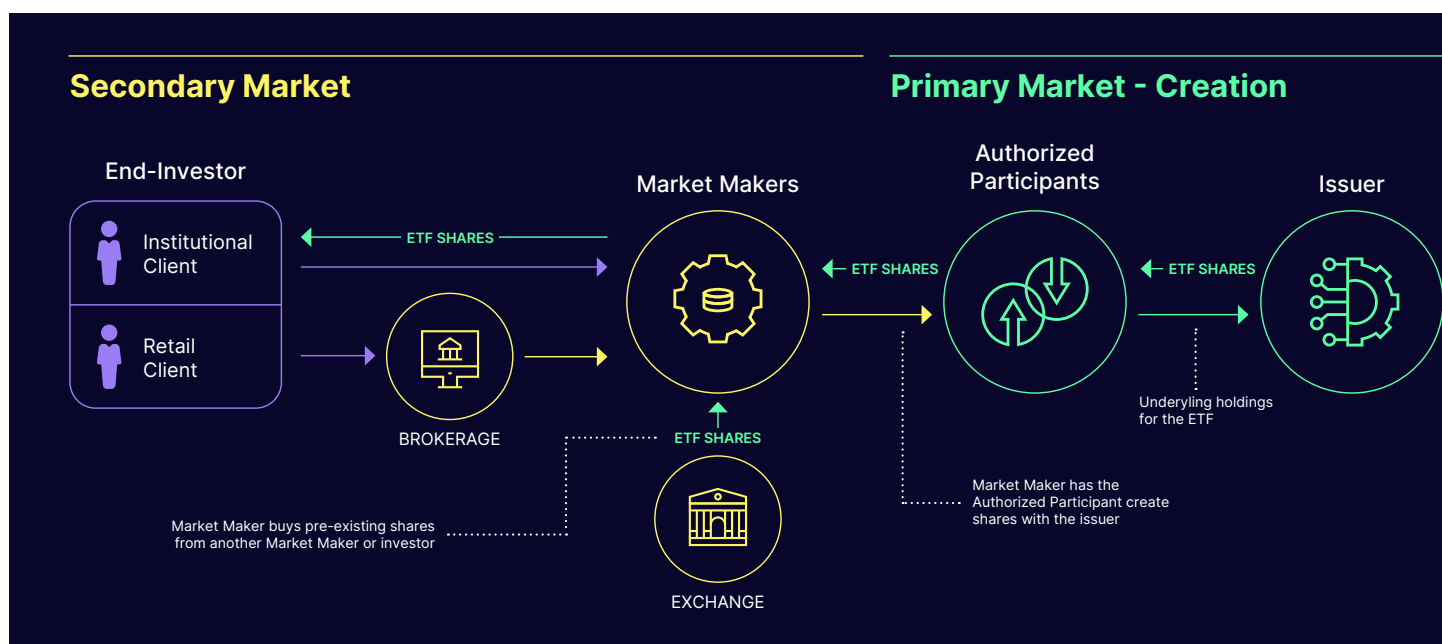 Secondary Market
Primary Market - Creation
End-Investor
Institutional
Client
Retail
Client
ETF SHARES
BROKERAGE
Market Makers
ETF SHARES
EXCHANGE
Market Maker buys pre-existing shares
from another Market Maker or investor
ETF SHARES
Authorized
Participants
Market Maker has the
Authorized Participant create
shares with the issuer
ETF SHARES
Underyling holdings
for the ETF
Issuer